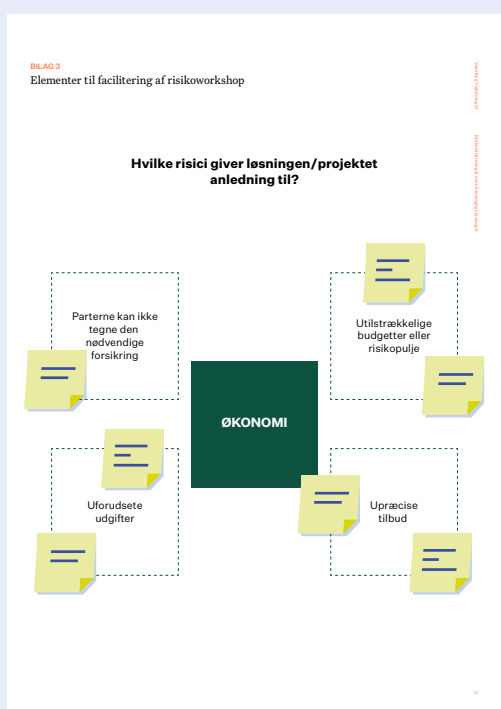 BILAG 3
Elementer til facilitering af risikoworkshop
Hvilke risici giver løsningen/projektet
anledning til?
Parterne kan ikke
tegne den
nødvendige
forsikring
Utilstrækkelige
budgetter eller
risikopulje
ØKONOMI
Uforudsete
udgifter
Upræcise
tilbud